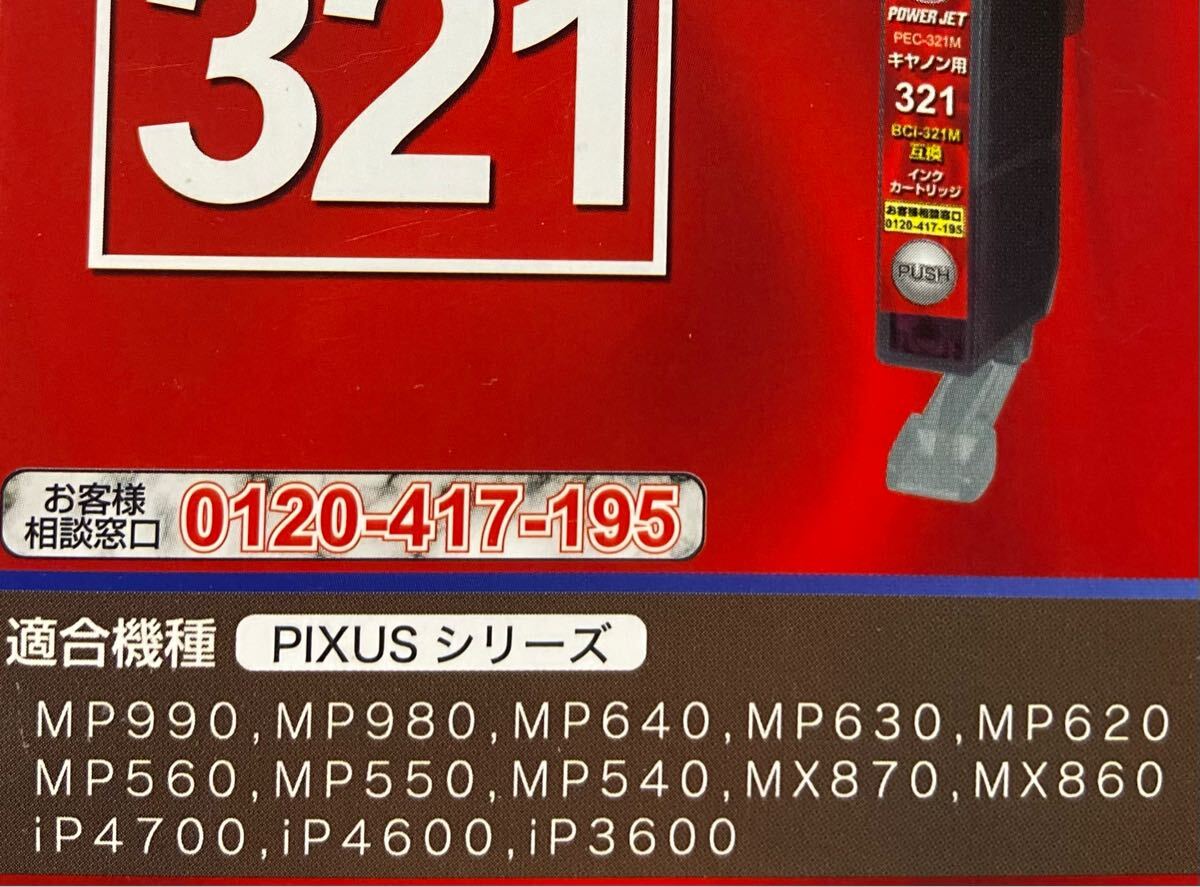 321
POWER JET
PEC-321M
キヤノン用
321
BCI-321M
互換
インク
カートリッジ
お客様相談窓口
0120-417-195
PUSH
お客様
相談窓口 0120-417-195
適合機種 PIXUS シリーズ
MP990,MP980,MP640,MP630,MP620
MP560,MP550,MP540,MX870,MX860
iP4700,iP4600,iP3600